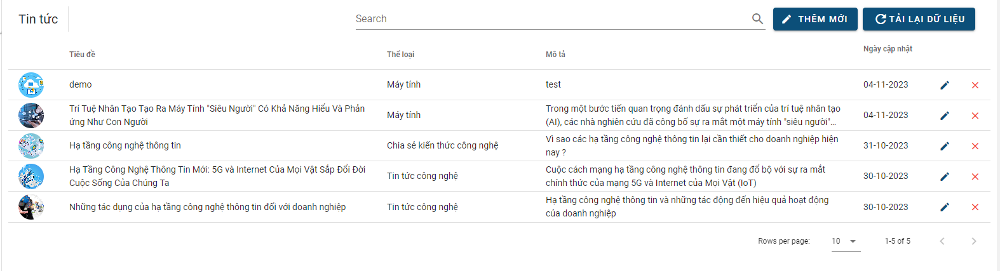 Tin tức
Search
THÊM MỚI
TẢI LẠI DỮ LIỆU
Tiêu đề
Thể loại
Mô tả
Ngày cập nhật
demo
Máy tính
test
04-11-2023
Trí Tuệ Nhân Tạo Tạo Ra Máy Tính "Siêu Người" Có Khả Năng Hiểu Và Phản
ứng Như Con Người
Máy tính
Trong một bước tiến quan trọng đánh dấu sự phát triển của trí tuệ nhân tạo
(AI), các nhà nghiên cứu đã công bố sự ra mắt một máy tính "siêu người"...
04-11-2023
Hạ tầng công nghệ thông tin
Chia sẻ kiến thức công nghệ
Vì sao các hạ tầng công nghệ thông tin lại cần thiết cho doanh nghiệp hiện
nay ?
31-10-2023
Hạ Tầng Công Nghệ Thông Tin Mới: 5G và Internet Của Mọi Vật Sắp Đổi Đời
Cuộc Sống Của Chúng Ta
Tin tức công nghệ
Cuộc cách mạng hạ tầng công nghệ thông tin đang đổ bộ với sự ra mắt
chính thức của mạng 5G và Internet của Mọi Vật (IoT)
30-10-2023
Những tác dụng của hạ tầng công nghệ thông tin đối với doanh nghiệp
Tin tức công nghệ
Hạ tầng công nghệ thông tin và những tác động đến hiệu quả hoạt động
của doanh nghiệp
30-10-2023
Rows per page:
10
1-5 of 5